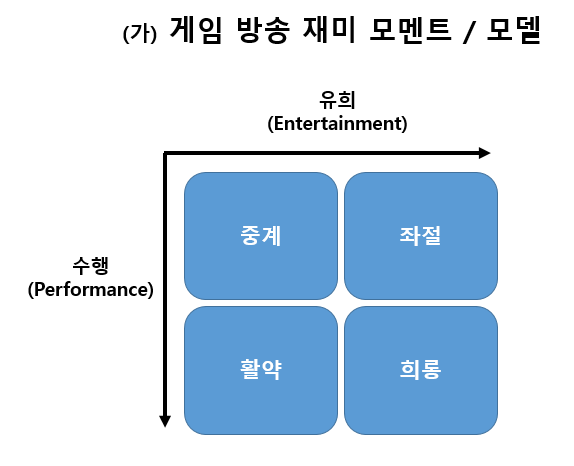 (가) 게임 방송 재미 모멘트 / 모델
유희
(Entertainment)
중계
좌절
수행
(Performance)
활약
희롱